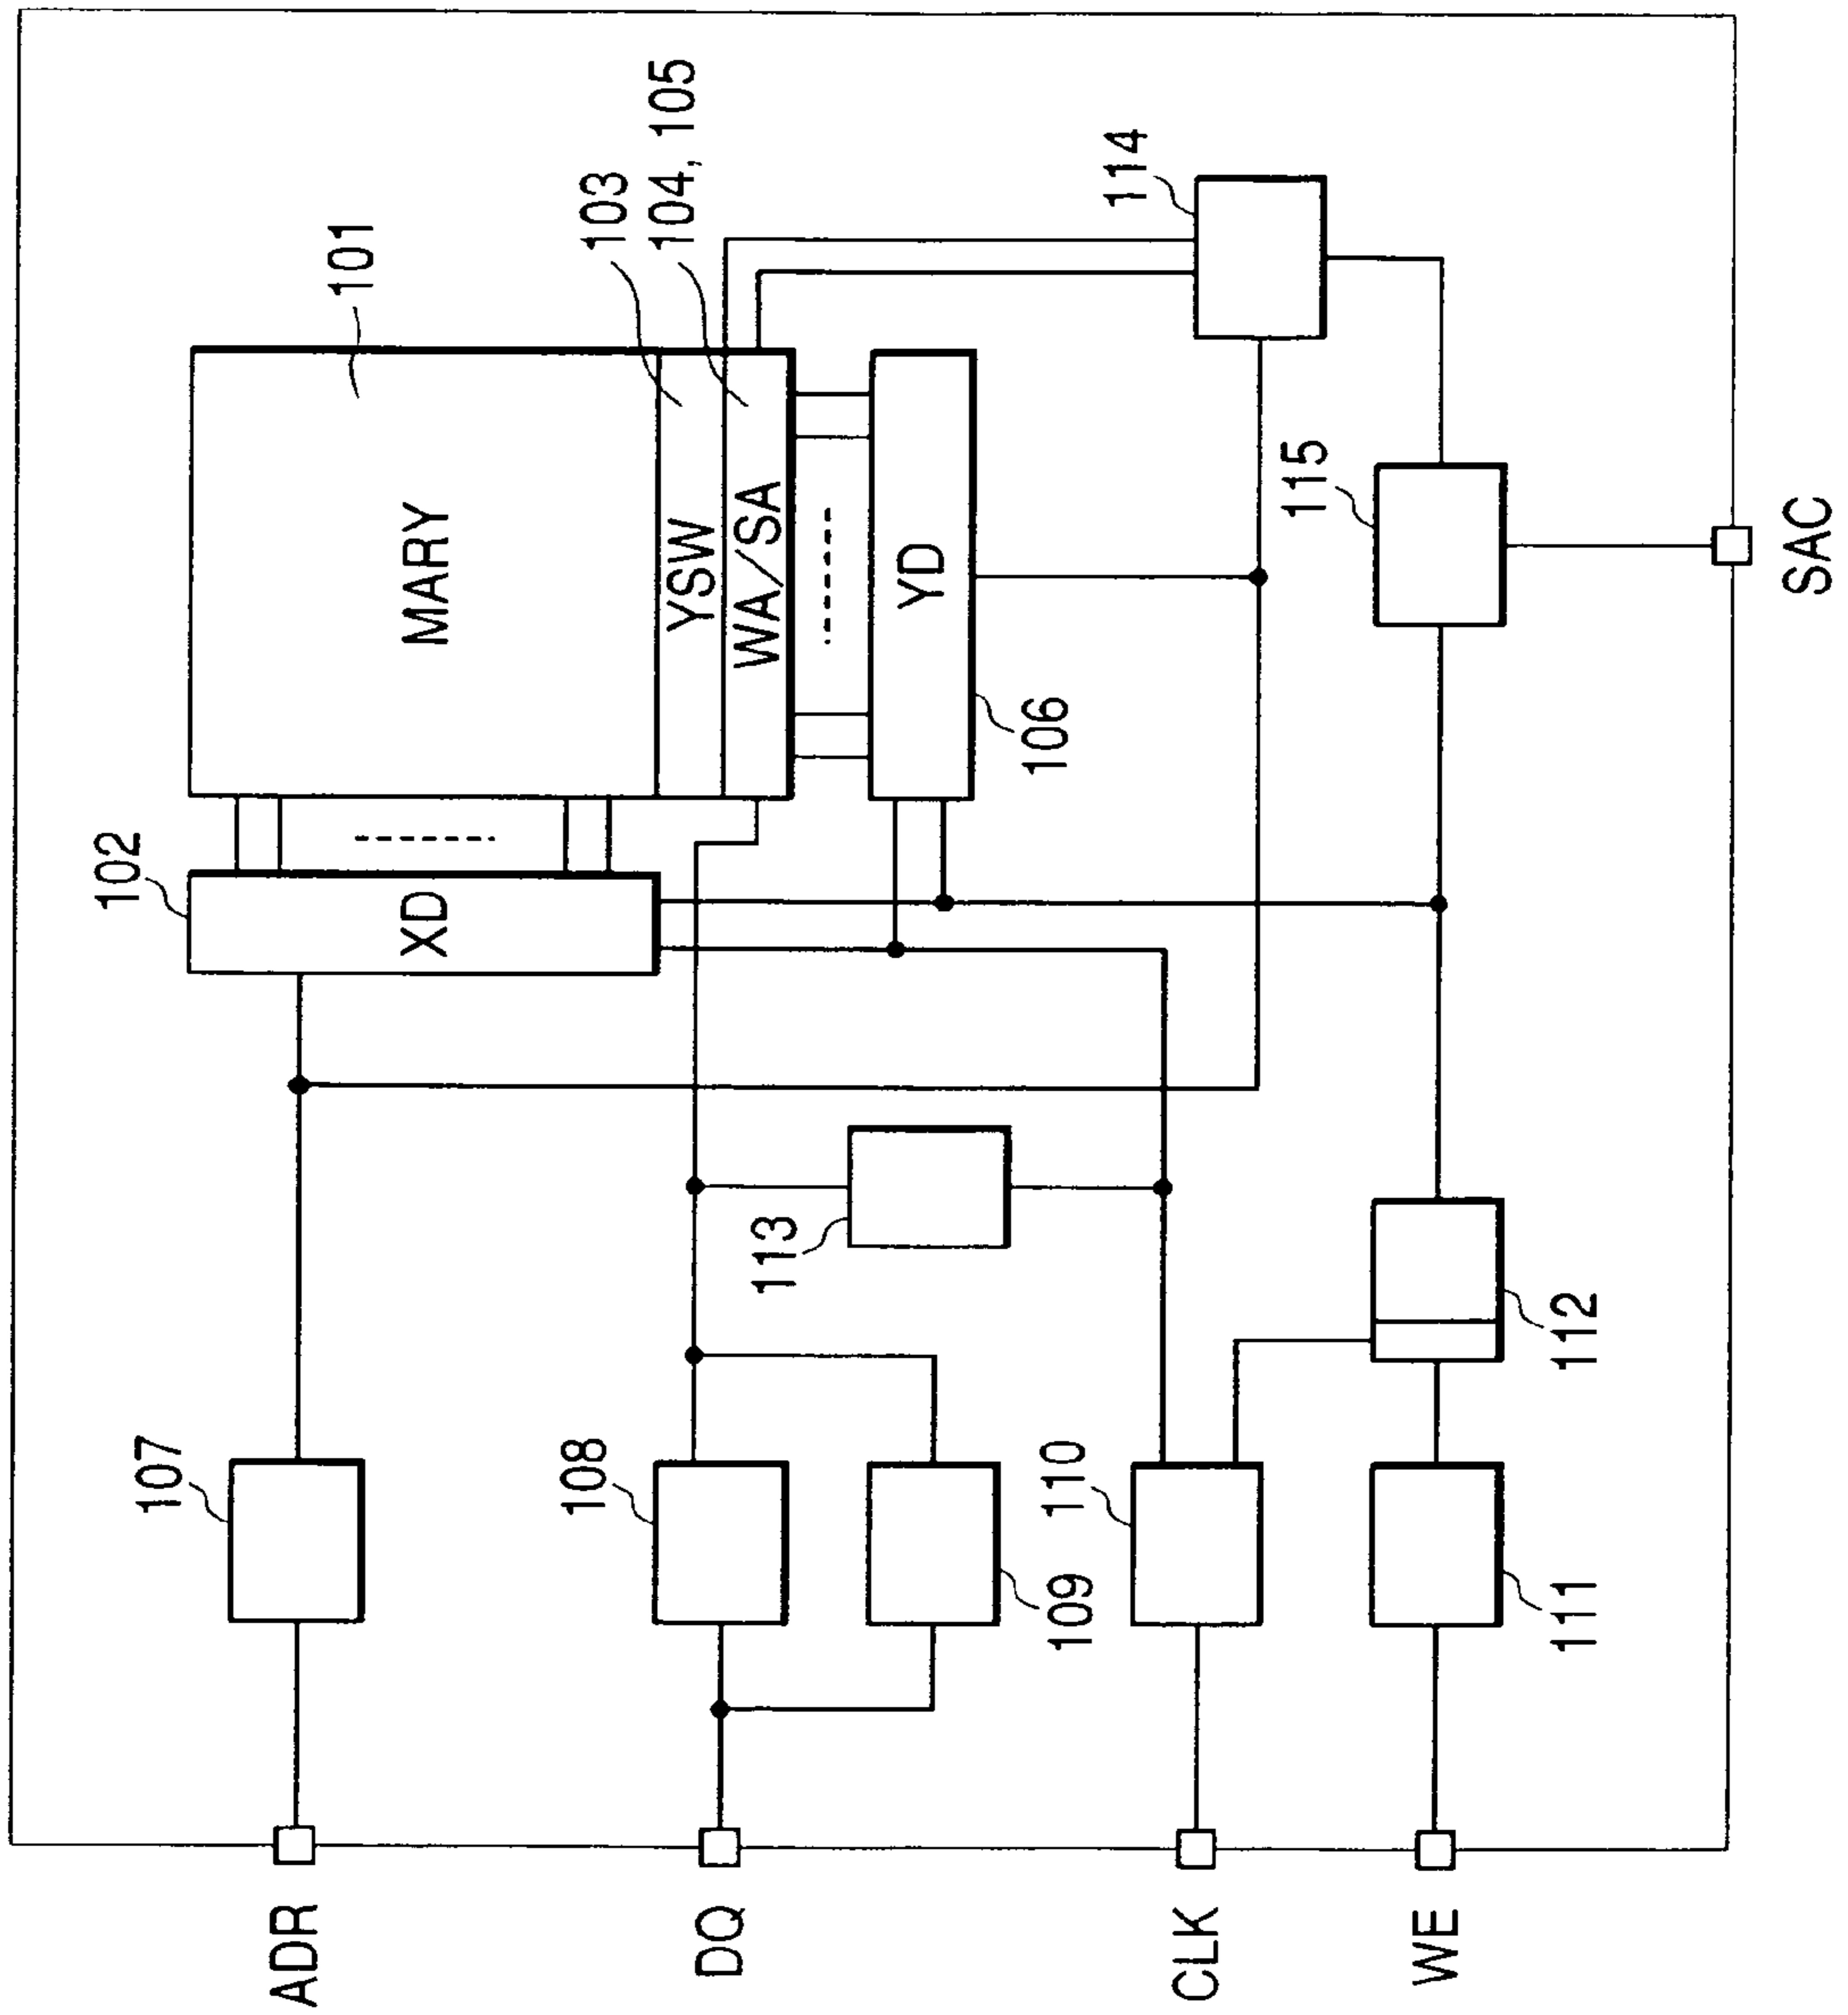 101
103
104, 105
102
MARY
YSW
WA/SA
XD
YD
106
114
115
SAC
107
108
113
109
110
112
111
ADR
DQ
CLK
WE